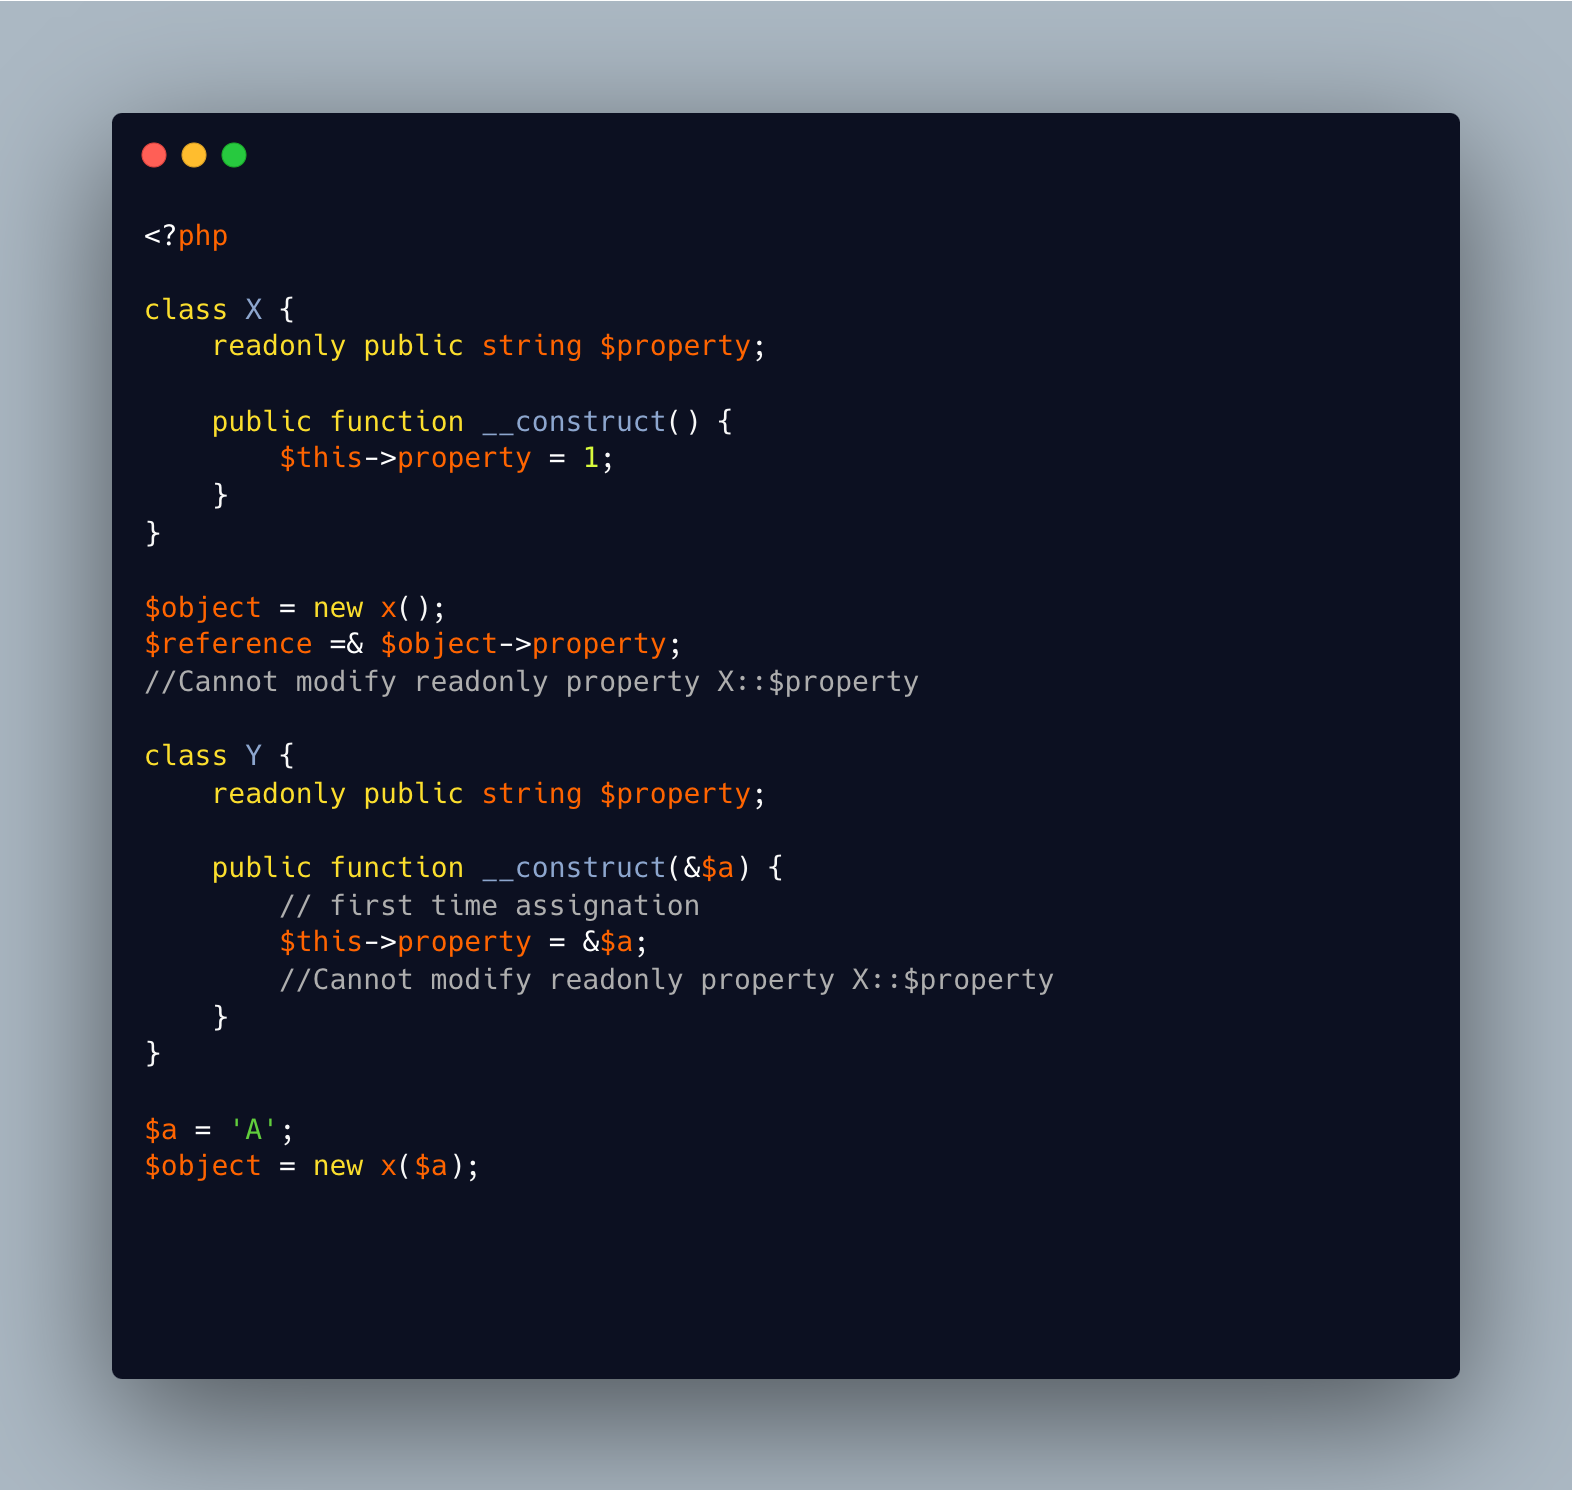 <?php

class X {
    readonly public string $property;

    public function __construct() {
        $this->property = 1;
    }
}

$object = new x();
$reference =& $object->property;
//Cannot modify readonly property X::$property

class Y {
    readonly public string $property;

    public function __construct(&$a) {
        // first time assignation
        $this->property = &$a;
        //Cannot modify readonly property X::$property
    }
}

$a = 'A';
$object = new x($a);